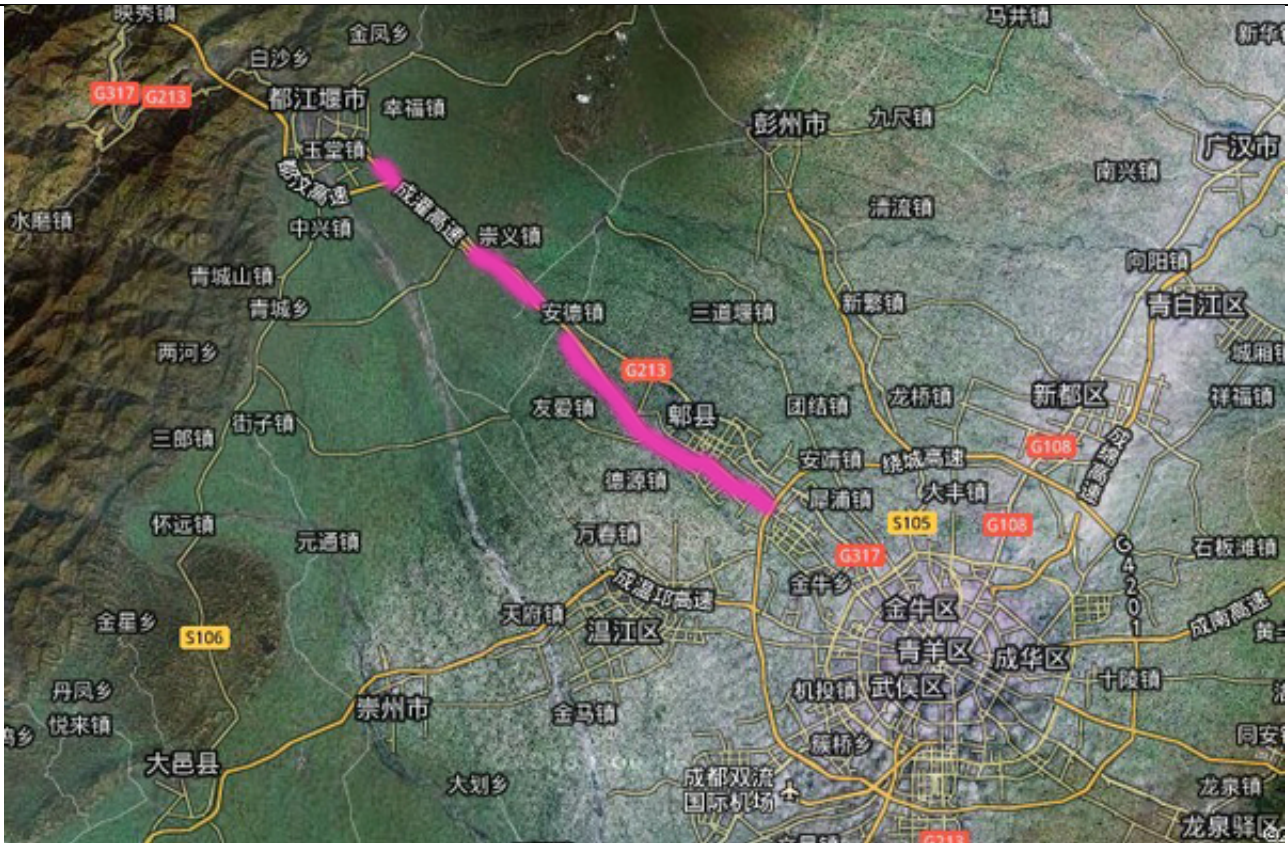 映秀镇
金凤乡
马井镇
白沙乡
G317
G213
都江堰市
幸福镇
彭州市
九尺镇
广汉市
玉堂镇
都汶高速
成灌高速
南兴镇
水磨镇
中兴镇
崇义镇
清流镇
青城山镇
向阳镇
青城乡
安德镇
三道堰镇
新繁镇
青白江区
两河乡
G213
城厢镇
友爱镇
郫县
团结镇
龙桥镇
新都区
祥福镇
街子镇
三郎镇
G108
安靖镇
绕城高速
成绵高速
德源镇
犀浦镇
大丰镇
怀远镇
元通镇
万春镇
S105
G108
G317
G4201
石板滩镇
金牛乡
成温邛高速
金牛区
天府镇
温江区
成南高速
金星乡
S106
青羊区
成华区
丹凤乡
机投镇
武侯区
十陵镇
悦来镇
崇州市
金马镇
簇桥乡
大邑县
大划乡
成都双流
国际机场
龙泉镇
龙泉驿区
G213